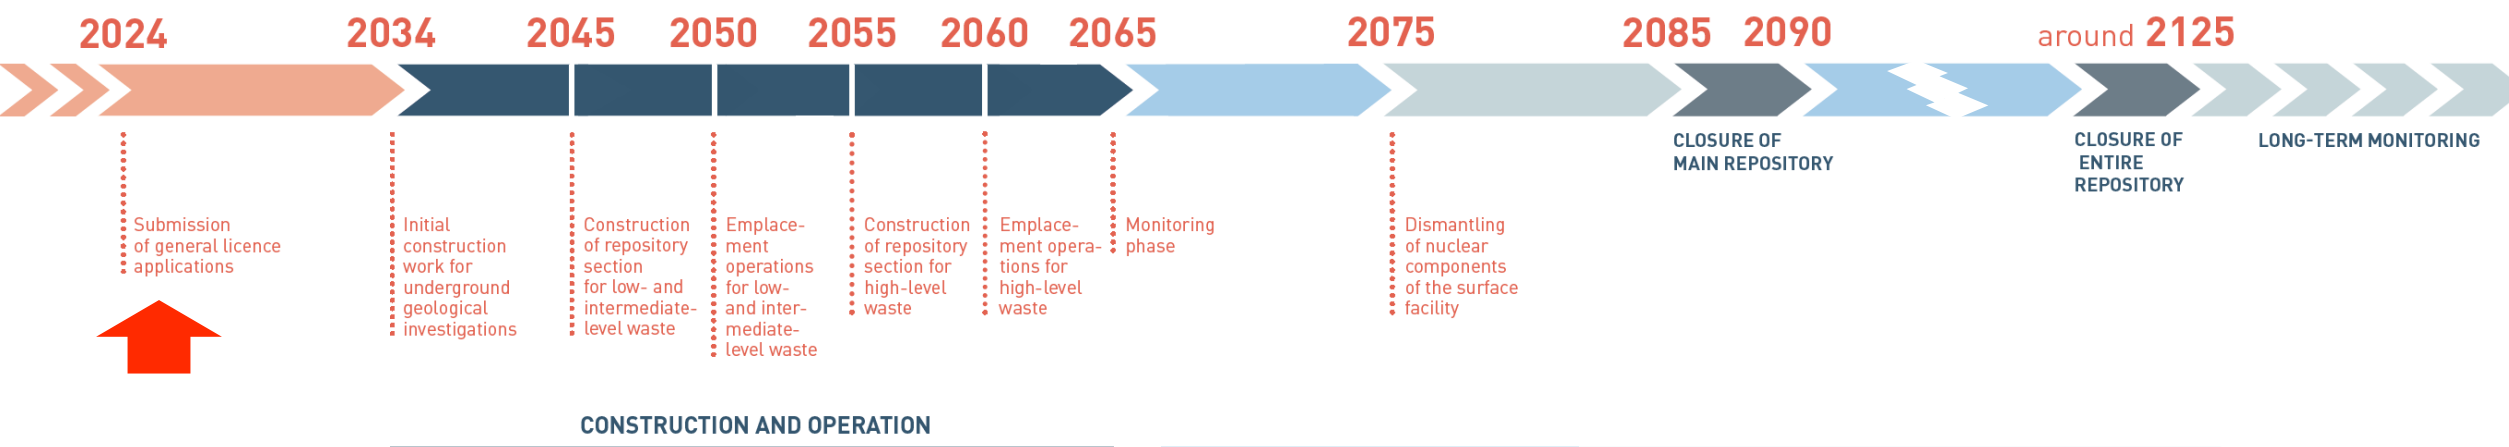 2024
2034
2045
2050
2055
2060
2065
2075
2085
2090
around 2125
CLOSURE OF
MAIN REPOSITORY
CLOSURE OF
ENTIRE
REPOSITORY
LONG-TERM MONITORING
Submission
of general licence
applications
Initial
construction
work for
underground
geological
investigations
Construction
of repository
section
for low- and
intermediate-
level waste
Emplace-
ment
operations
for low-
and inter-
mediate-
level waste
Construction
of repository
section for
high-level
waste
Emplace-
ment opera-
tions for
high-level
waste
Monitoring
phase
Dismantling
of nuclear
components
of the surface
facility
CONSTRUCTION AND OPERATION